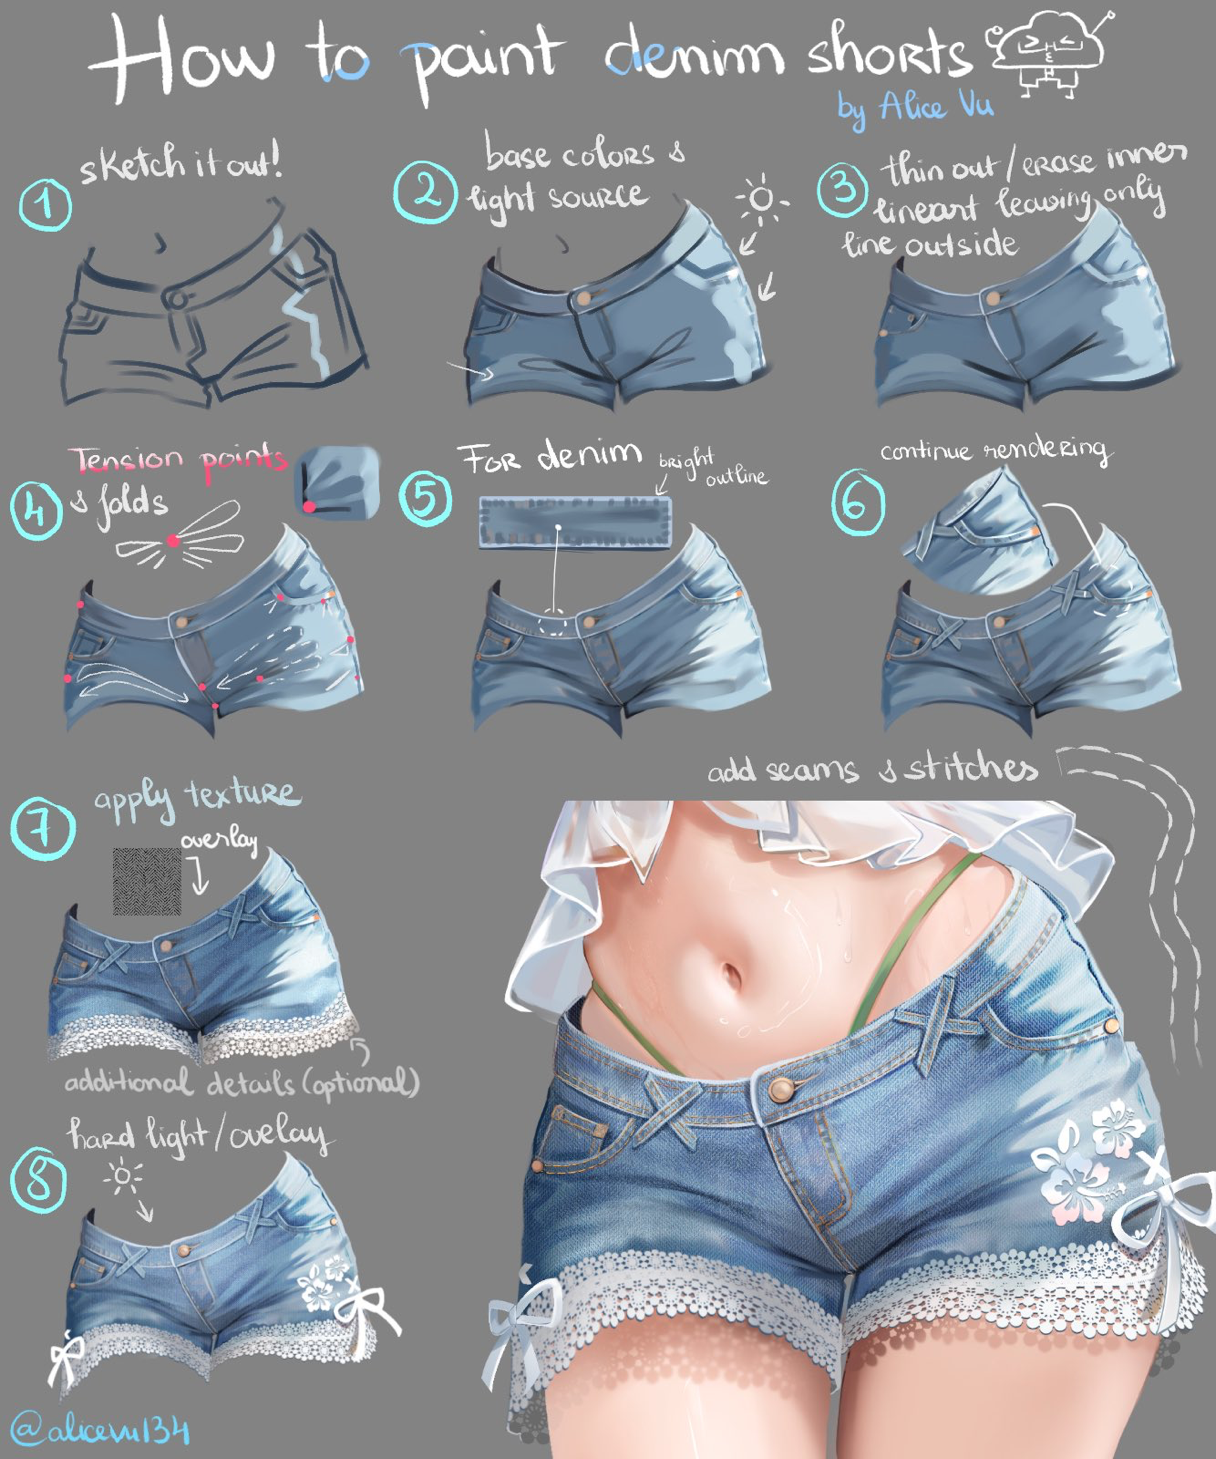 How to paint denim shorts
by Alice Vu
1
sketch it out!
2
base colors &
light source
3
thin out/erase inner
lineart leaving only
line outside
4
Tension points
& folds
5
For denim
bright
outline
6
continue rendering
add seams & stitches
7
apply texture
overlay
additional details (optional)
8
hard light/ovelay
@alicevu134